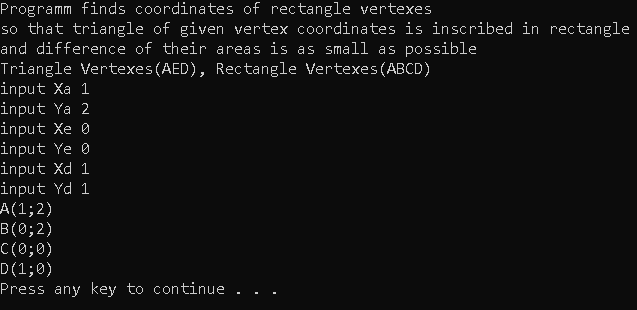 Programm finds coordinates of rectangle vertexes
so that triangle of given vertex coordinates is inscribed in rectangle
and difference of their areas is as small as possible
Triangle Vertexes(AED), Rectangle Vertexes(ABCD)
input Xa 1
input Ya 2
input Xe 0
input Ye 0
input Xd 1
input Yd 1
A(1;2)
B(0;2)
C(0;0)
D(1;0)
Press any key to continue . . .